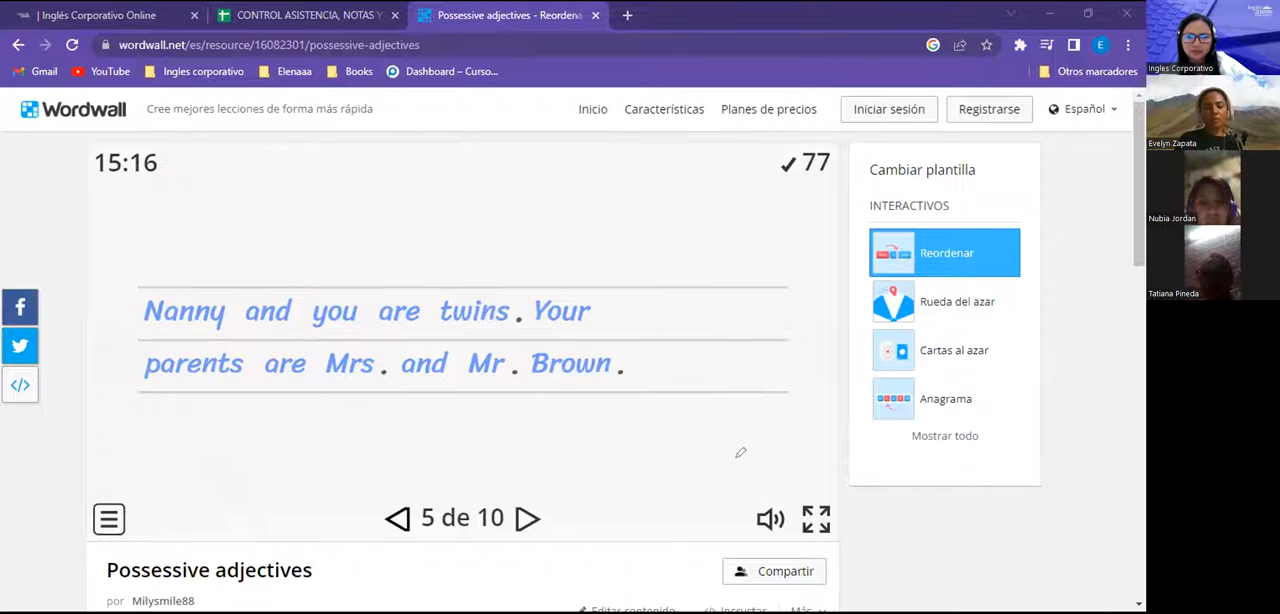 | Inglés Corporativo Online
CONTROL ASISTENCIA, NOTAS Y
Possessive adjectives - Reordena
wordwall.net/es/resource/16082301/possessive-adjectives
E
Gmail
YouTube
Ingles corporativo
Elenaaa
Books
Dashboard – Curso...
Otros marcadores
Wordwall
Cree mejores lecciones de forma más rápida
Inicio
Características
Planes de precios
Iniciar sesión
Registrarse
Español
15:16
77
Nanny and you are twins . Your
parents are Mrs . and Mr . Brown .
5 de 10
Cambiar plantilla
INTERACTIVOS
Reordenar
Rueda del azar
Cartas al azar
Anagrama
Mostrar todo
Possessive adjectives
Compartir
por Milysmile88
Editar contenido
Incrustar
Más
Ingles Corporativo
Evelyn Zapata
Nubia Jordan
Tatiana Pineda